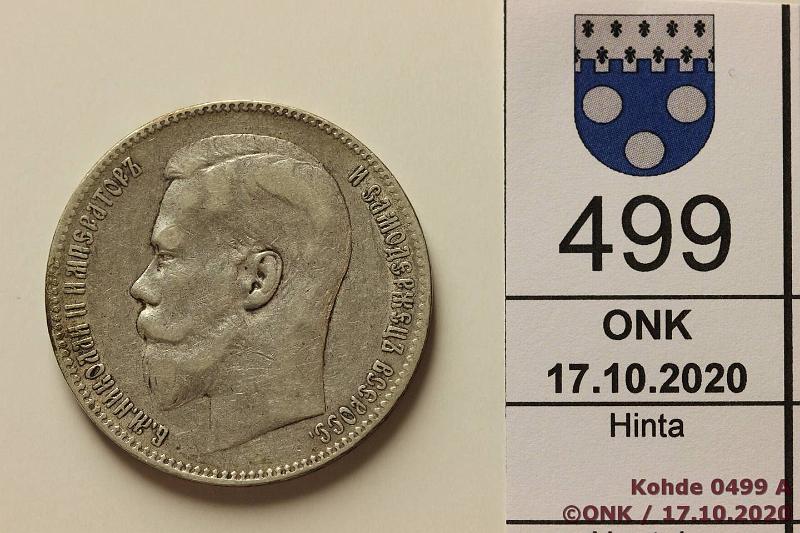 Б.М.НИКОЛАЙ II ИМПЕРАТОРЪ
И САМОДЕРЖЕЦЪ ВСЕРОСС.
499
ONK
17.10.2020
Hinta
Kohde 0499 A
©ONK / 17.10.2020